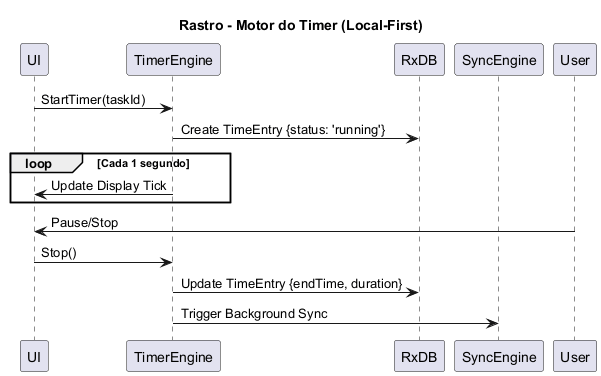 Rastro - Motor do Timer (Local-First)
UI
TimerEngine
RxDB
SyncEngine
User
StartTimer(taskId)
Create TimeEntry {status: 'running'}
loop
[Cada 1 segundo]
Update Display Tick
Pause/Stop
Stop()
Update TimeEntry {endTime, duration}
Trigger Background Sync
UI
TimerEngine
RxDB
SyncEngine
User